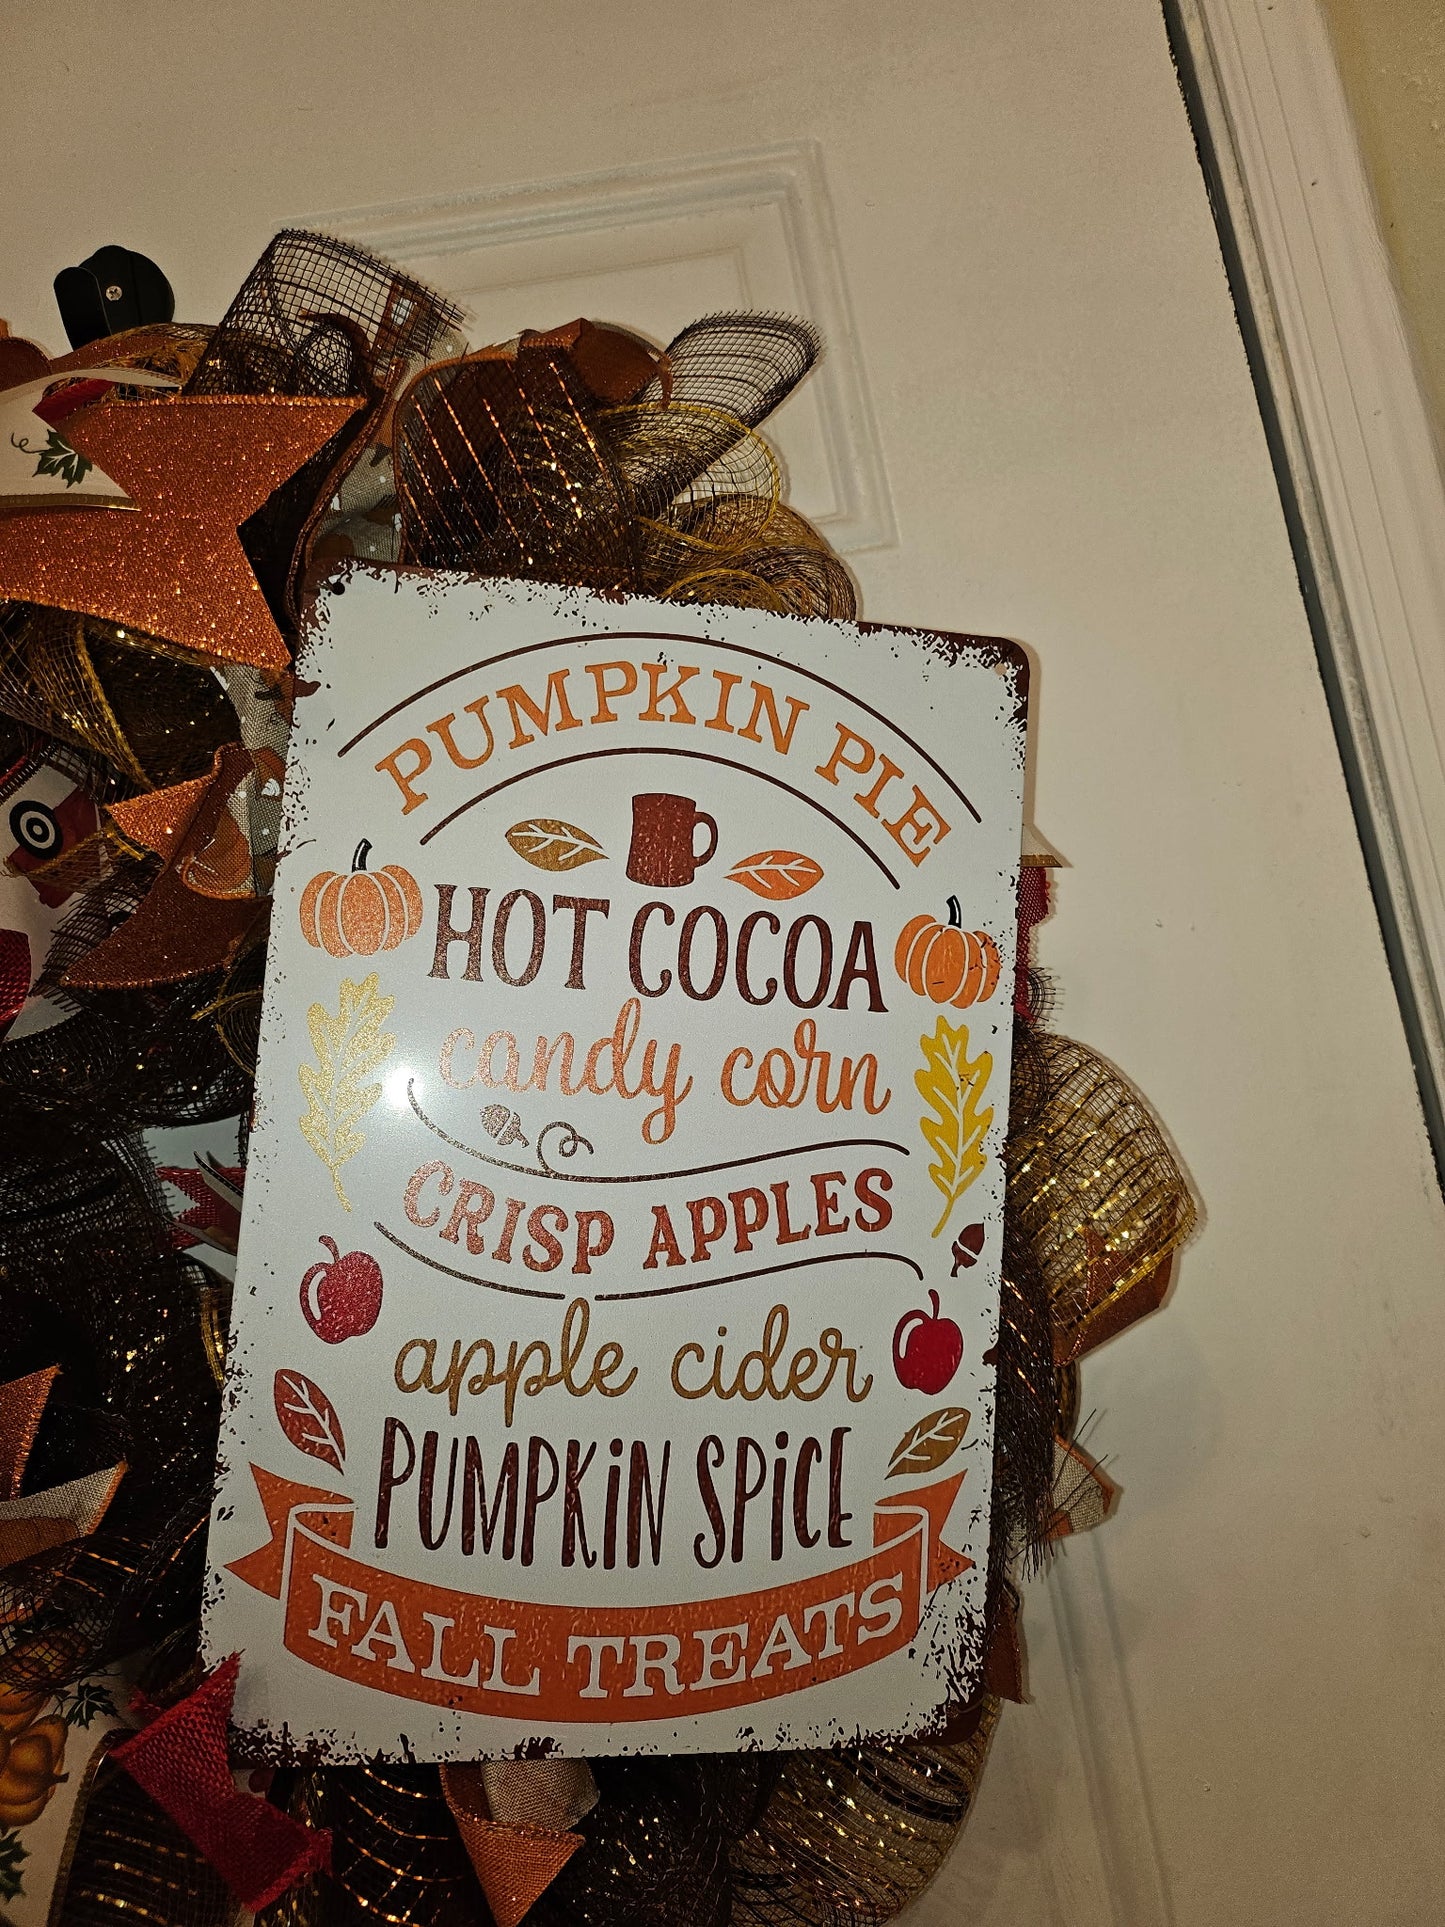 PUMPKIN PIE
HOT COCOA
candy corn
CRISP APPLES
apple cider
PUMPKiN SPiCE
FALL TREATS